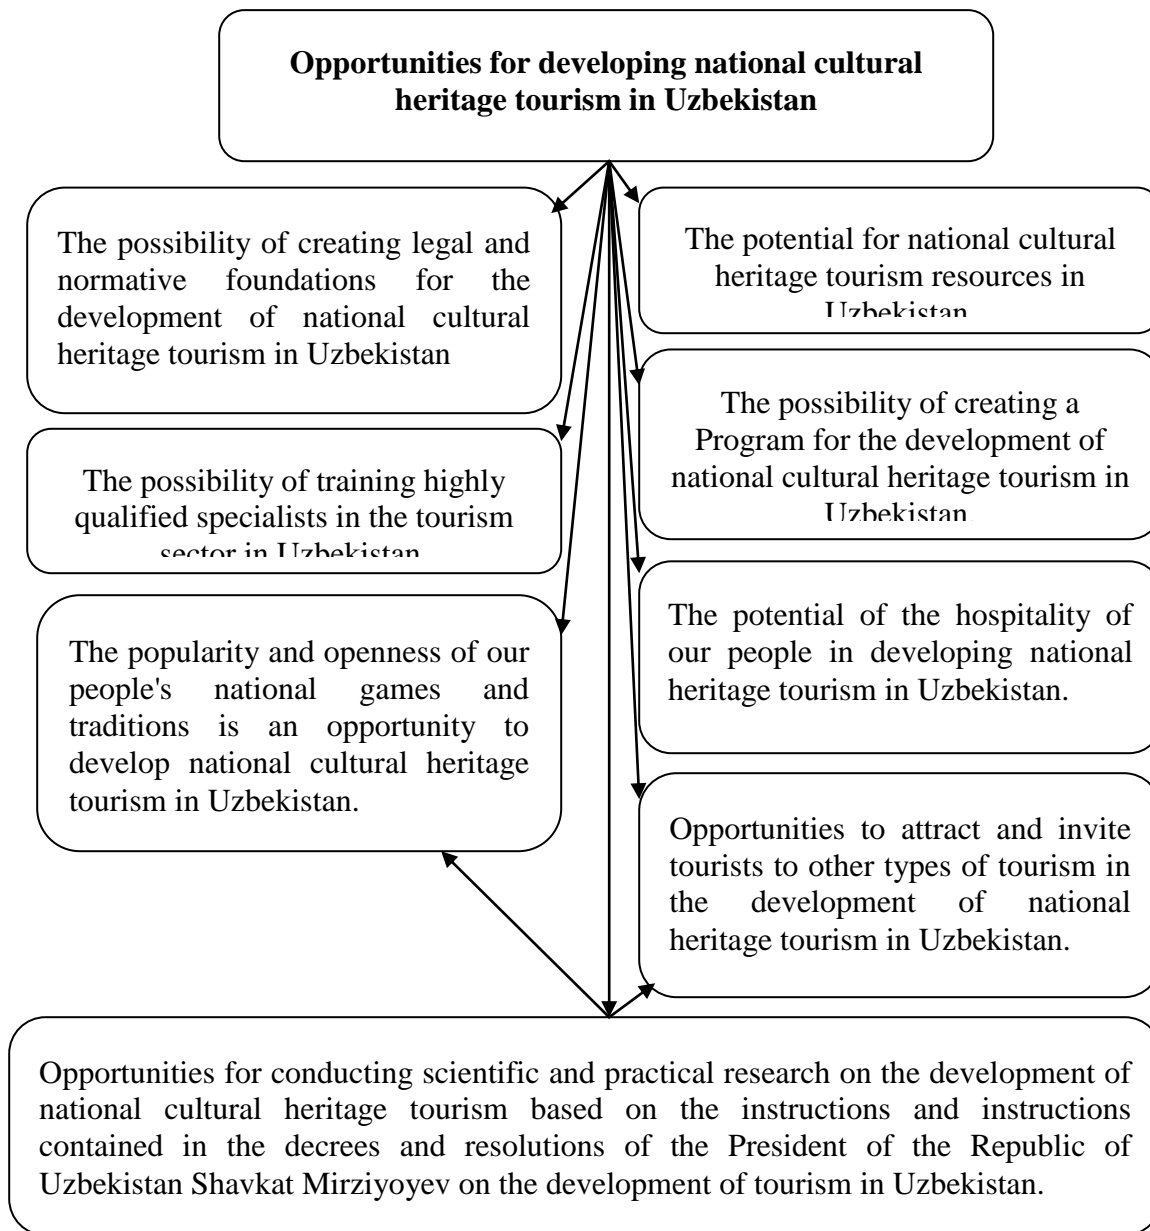 Opportunities for developing national cultural
heritage tourism in Uzbekistan
The possibility of creating legal and
normative foundations for the
development of national cultural
heritage tourism in Uzbekistan
The potential for national cultural
heritage tourism resources in
Uzbekistan
The possibility of creating a
Program for the development of
national cultural heritage tourism in
Uzbekistan.
The possibility of training highly
qualified specialists in the tourism
sector in Uzbekistan
The potential of the hospitality of
our people in developing national
heritage tourism in Uzbekistan.
The popularity and openness of our
people's national games and
traditions is an opportunity to
develop national cultural heritage
tourism in Uzbekistan.
Opportunities to attract and invite
tourists to other types of tourism in
the development of national
heritage tourism in Uzbekistan.
Opportunities for conducting scientific and practical research on the development of
national cultural heritage tourism based on the instructions and instructions
contained in the decrees and resolutions of the President of the Republic of
Uzbekistan Shavkat Mirziyoyev on the development of tourism in Uzbekistan.